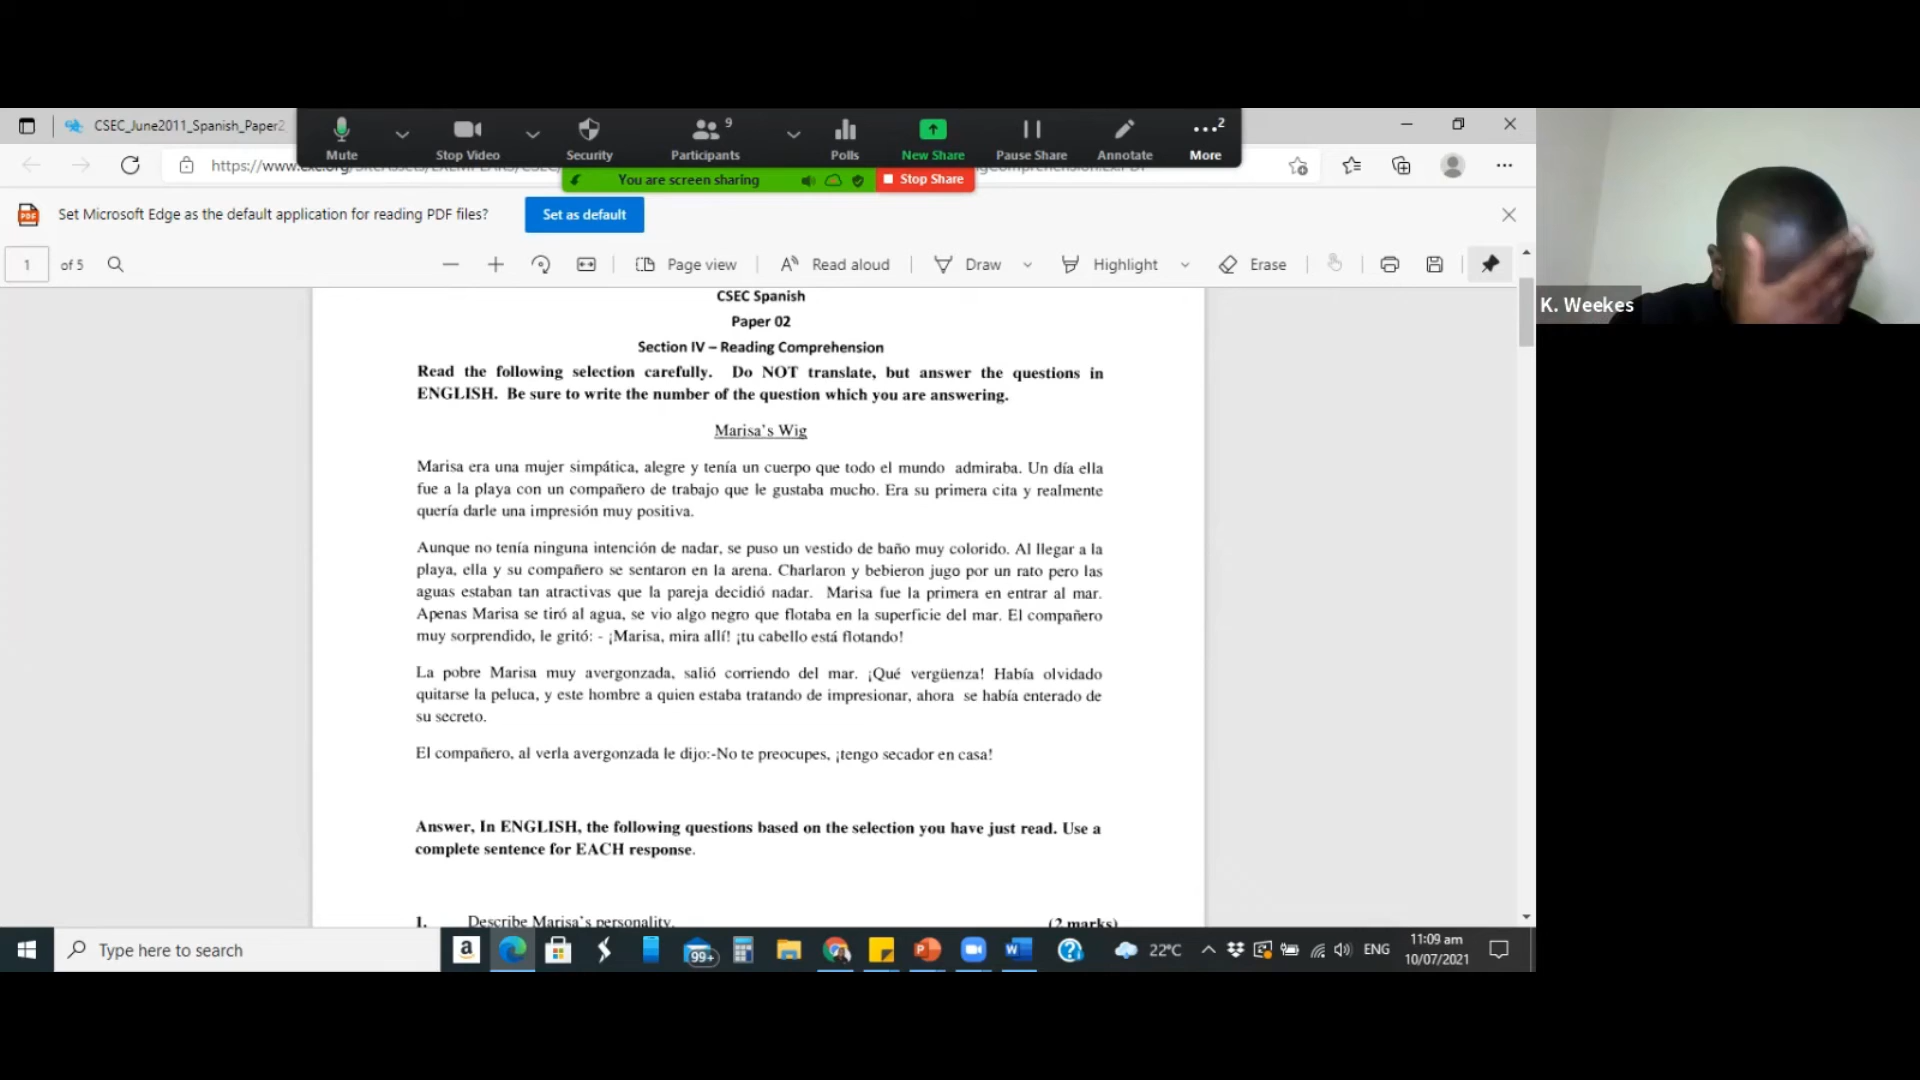 CSEC_June2011_Spanish_Paper2
Mute
Stop Video
Security
Participants
9
Polls
New Share
Pause Share
Annotate
More
2
You are screen sharing
Stop Share
https://www.
Set Microsoft Edge as the default application for reading PDF files?
Set as default
1 of 5
Page view
Read aloud
Draw
Highlight
Erase
K. Weekes
CSEC Spanish
Paper 02
Section IV – Reading Comprehension
Read the following selection carefully. Do NOT translate, but answer the questions in
ENGLISH. Be sure to write the number of the question which you are answering.
Marisa's Wig
Marisa era una mujer simpática, alegre y tenía un cuerpo que todo el mundo admiraba. Un día ella
fue a la playa con un compañero de trabajo que le gustaba mucho. Era su primera cita y realmente
quería darle una impresión muy positiva.
Aunque no tenía ninguna intención de nadar, se puso un vestido de baño muy colorido. Al llegar a la
playa, ella y su compañero se sentaron en la arena. Charlaron y bebieron jugo por un rato pero las
aguas estaban tan atractivas que la pareja decidió nadar. Marisa fue la primera en entrar al mar.
Apenas Marisa se tiró al agua, se vio algo negro que flotaba en la superficie del mar. El compañero
muy sorprendido, le gritó: - ¡Marisa, mira allí! ¡tu cabello está flotando!
La pobre Marisa muy avergonzada, salió corriendo del mar. ¡Qué vergüenza! Había olvidado
quitarse la peluca, y este hombre a quien estaba tratando de impresionar, ahora se había enterado de
su secreto.
El compañero, al verla avergonzada le dijo:-No te preocupes, ¡tengo secador en casa!
Answer, In ENGLISH, the following questions based on the selection you have just read. Use a
complete sentence for EACH response.
1. Describe Marisa's personality. (2 marks)
Type here to search
99+
22°C
ENG
11:09 am
10/07/2021